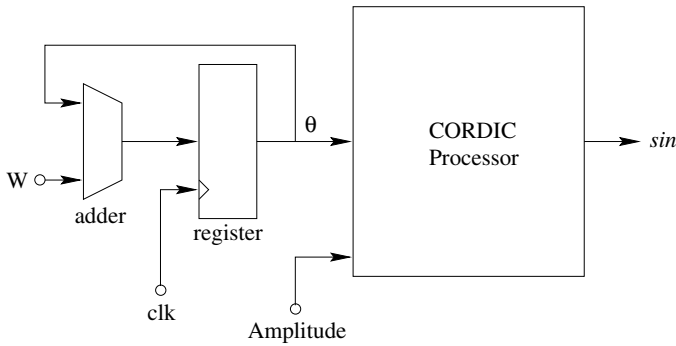 θ
CORDIC
Processor
sin
W
adder
register
clk
Amplitude